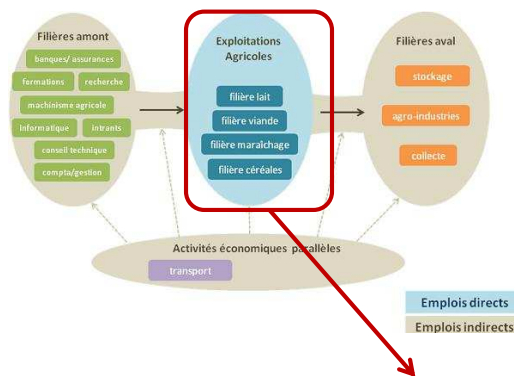 Filières amont
banques/ assurances
formations
recherche
machinisme agricole
informatique
intrants
conseil technique
compta/gestion
Exploitations
Agricoles
filière lait
filière viande
filière maraîchage
filière céréales
Filières aval
stockage
agro-industries
collecte
Activités économiques parallèles
transport
Emplois directs
Emplois indirects